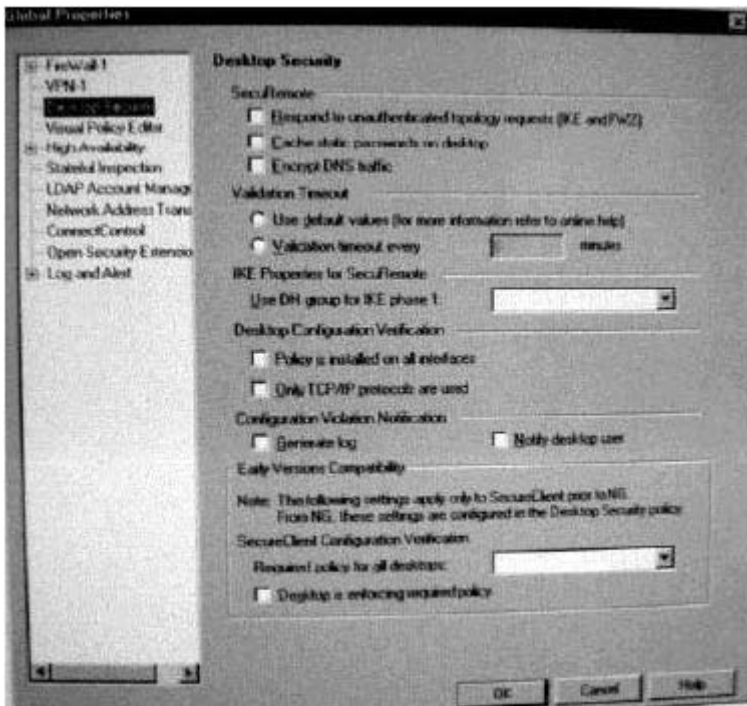 Global Properties
FireWall-1
VPN-1
Desktop Security
Visual Policy Editor
High Availability
Stateful Inspection
LDAP Account Manag
Network Address Trans
ConnectControl
Open Security Extensio
Log and Alert
Desktop Security
SecuRemote
Respond to unauthenticated topology requests (IKE and FWZ)
Cache static passwords on desktop
Encrypt DNS traffic
Validation Timeout
Use default values (for more information refer to online help)
Validation timeout every minutes
IKE Properties for SecuRemote
Use DH group for IKE phase 1:
Desktop Configuration Verification
Policy is installed on all interfaces
Only TCP/IP protocols are used
Configuration Violation Notification
Generate log Notify desktop user
Early Versions Compatibility
Note: The following settings apply only to SecureClient prior to NG.
From NG, these settings are configured in the Desktop Security policy
SecureClient Configuration Verification
Required policy for all desktops:
Desktop is enforcing required policy
OK Cancel Help